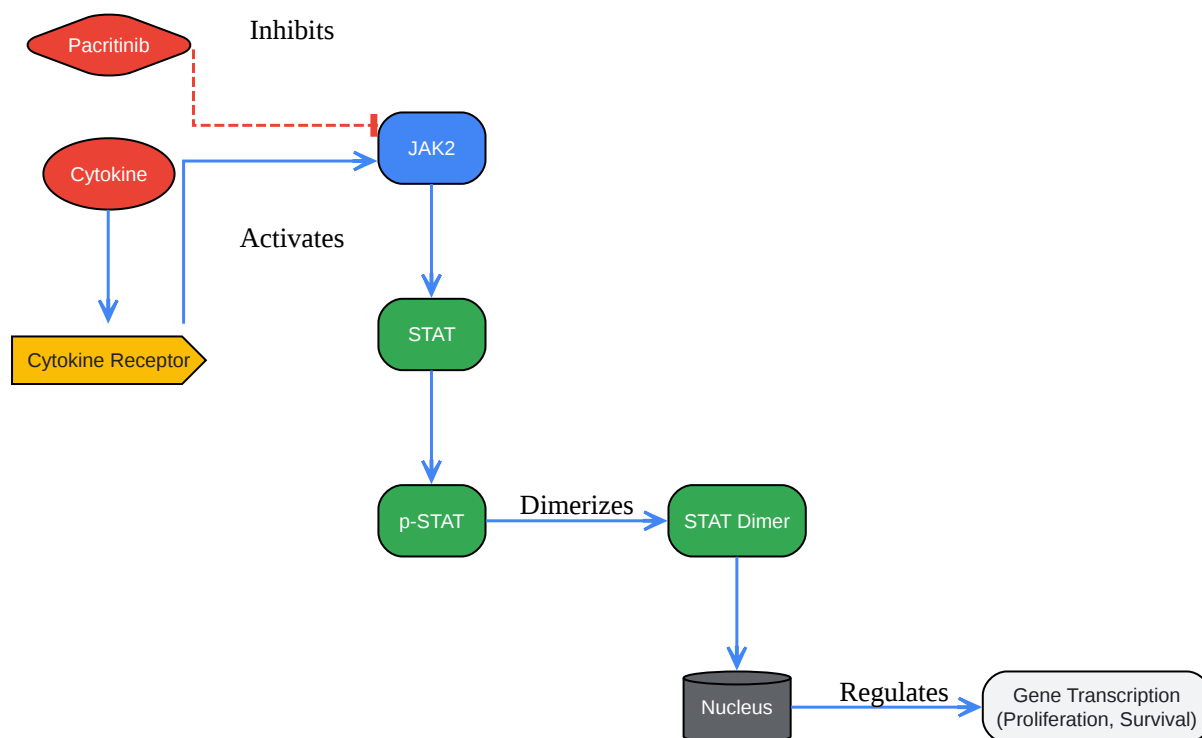 Pacritinib
Inhibits
JAK2
Cytokine
Activates
STAT
Cytokine Receptor
p-STAT
Dimerizes
STAT Dimer
Nucleus
Regulates
Gene Transcription
(Proliferation, Survival)